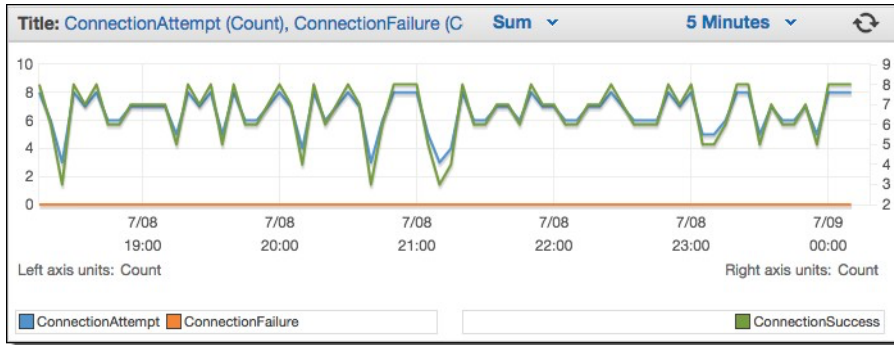 Title: ConnectionAttempt (Count), ConnectionFailure (C Sum 5 Minutes
10 9
8 8
7
6 6
5
4 4
2 3
0 2
7/08 7/08 7/08 7/08 7/08 7/09
19:00 20:00 21:00 22:00 23:00 00:00
Left axis units: Count Right axis units: Count
ConnectionAttempt ConnectionFailure ConnectionSuccess